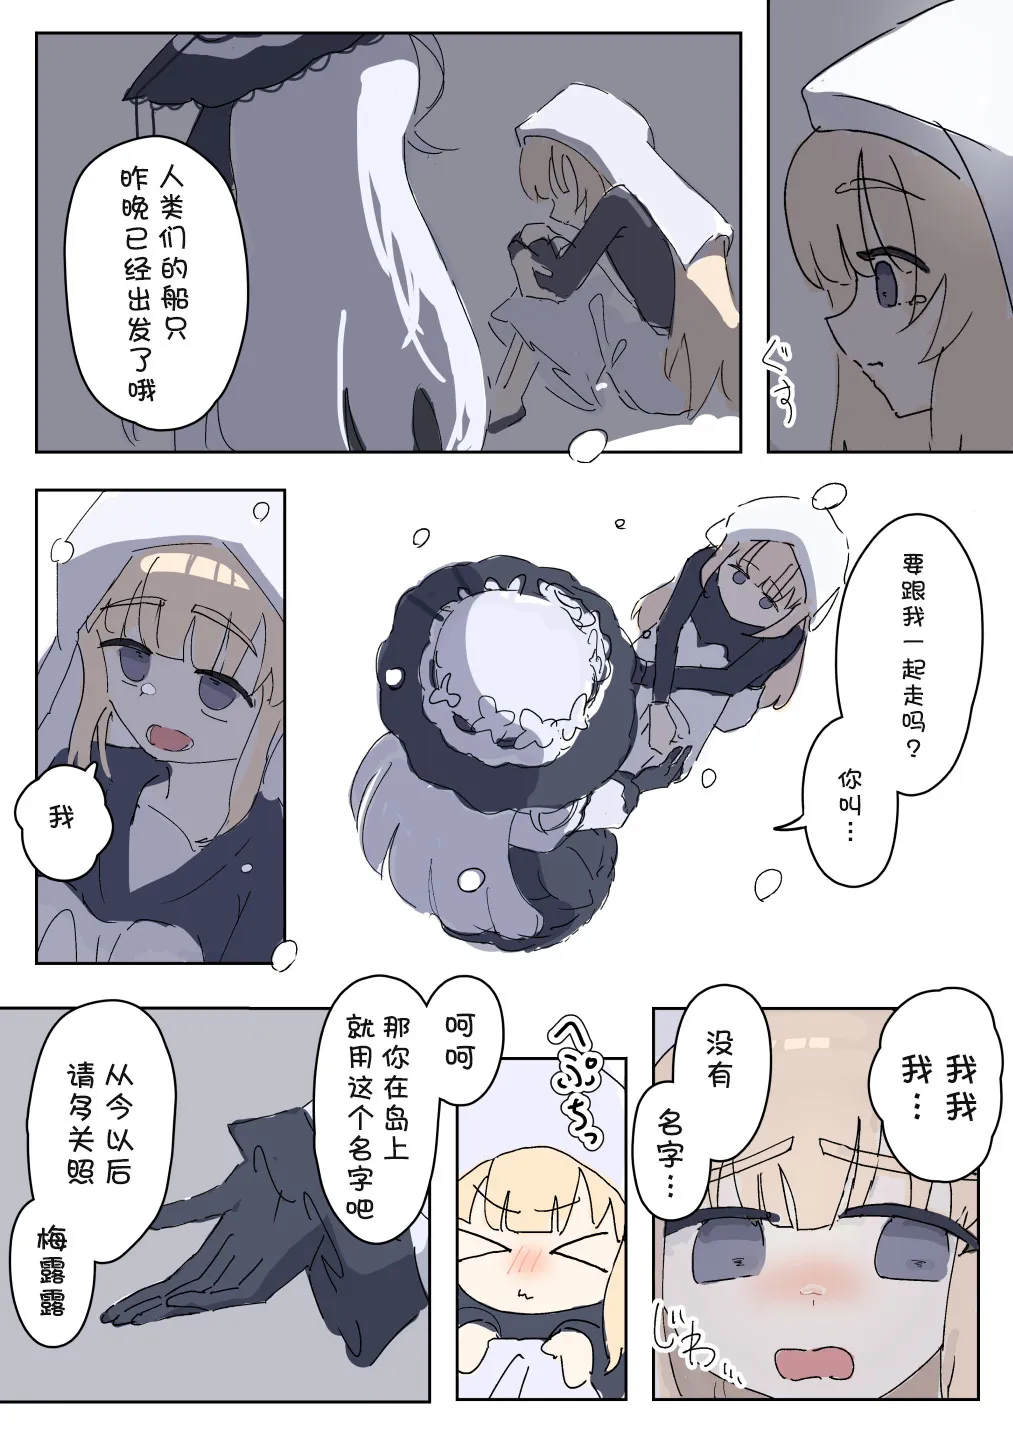 ぐすっ
人类们的船只
昨晚已经出发了哦
要跟我一起走吗？
你叫…
我
我我
我…
没有
名字…
じわ…
へぷちっ
呵呵
那你在岛上
就用这个名字吧
从今以后
请多关照
梅露露